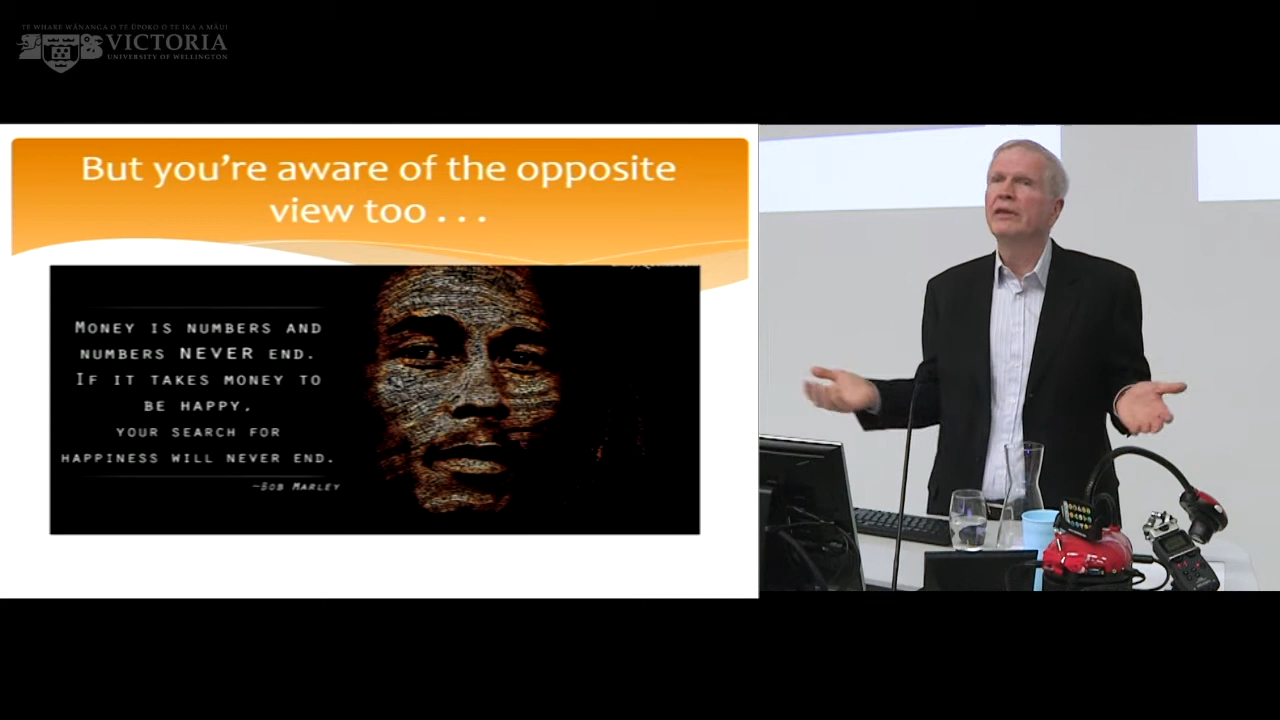 TE WHARE WĀNANGA O TE ŪPOKO O TE IKA A MĀUI
VICTORIA
UNIVERSITY OF WELLINGTON
But you're aware of the opposite
view too . . .
MONEY IS NUMBERS AND
NUMBERS NEVER END.
IF IT TAKES MONEY TO
BE HAPPY,
YOUR SEARCH FOR
HAPPINESS WILL NEVER END.
~BOB MARLEY